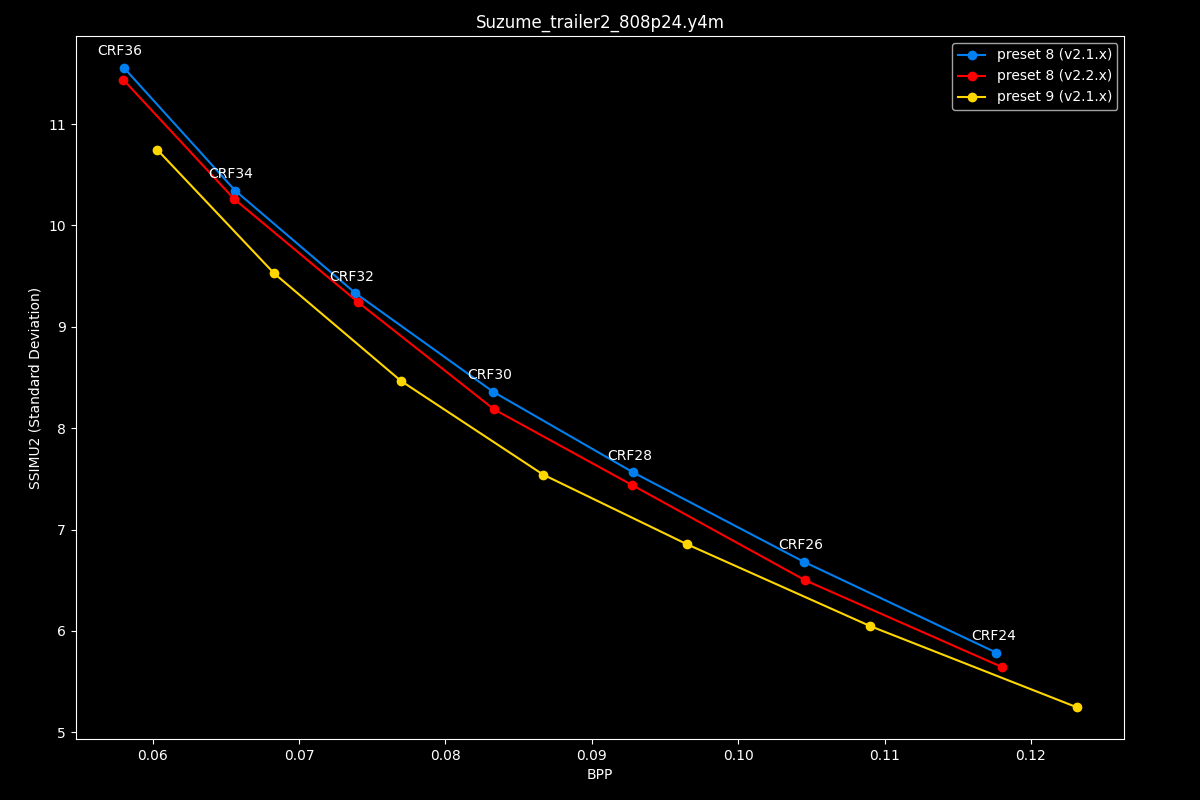 Suzume_trailer2_808p24.y4m
preset 8 (v2.1.x)
preset 8 (v2.2.x)
preset 9 (v2.1.x)
CRF36
CRF34
CRF32
CRF30
CRF28
CRF26
CRF24
SSIMU2 (Standard Deviation)
11
10
9
8
7
6
5
0.06 0.07 0.08 0.09 0.10 0.11 0.12
BPP